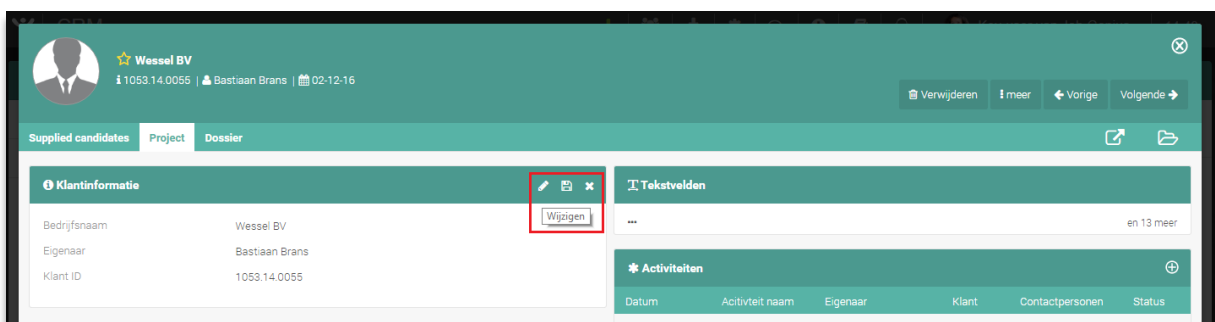 Wessel BV
1053.14.0055 | Bastiaan Brans | 02-12-16
Verwijderen meer Vorige Volgende
Supplied candidates Project Dossier
Klantinformatie
Wijzigen
Bedrijfsnaam Wessel BV
Eigenaar Bastiaan Brans
Klant ID 1053.14.0055
Tekstvelden
... en 13 meer
Activiteiten
Datum Acitivteit naam Eigenaar Klant Contactpersonen Status